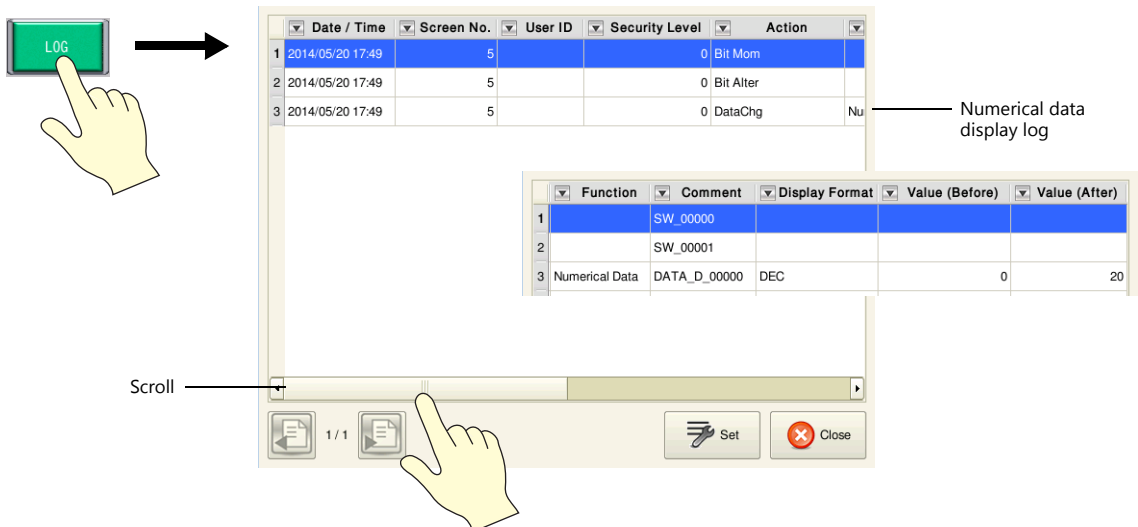 LOG
Date / Time Screen No. User ID Security Level Action
1 2014/05/20 17:49 5 0 Bit Mom
2 2014/05/20 17:49 5 0 Bit Alter
3 2014/05/20 17:49 5 0 DataChg Nu
Numerical data
display log
Function Comment Display Format Value (Before) Value (After)
1 SW_00000
2 SW_00001
3 Numerical Data DATA_D_00000 DEC 0 20
Scroll
1 / 1 Set Close